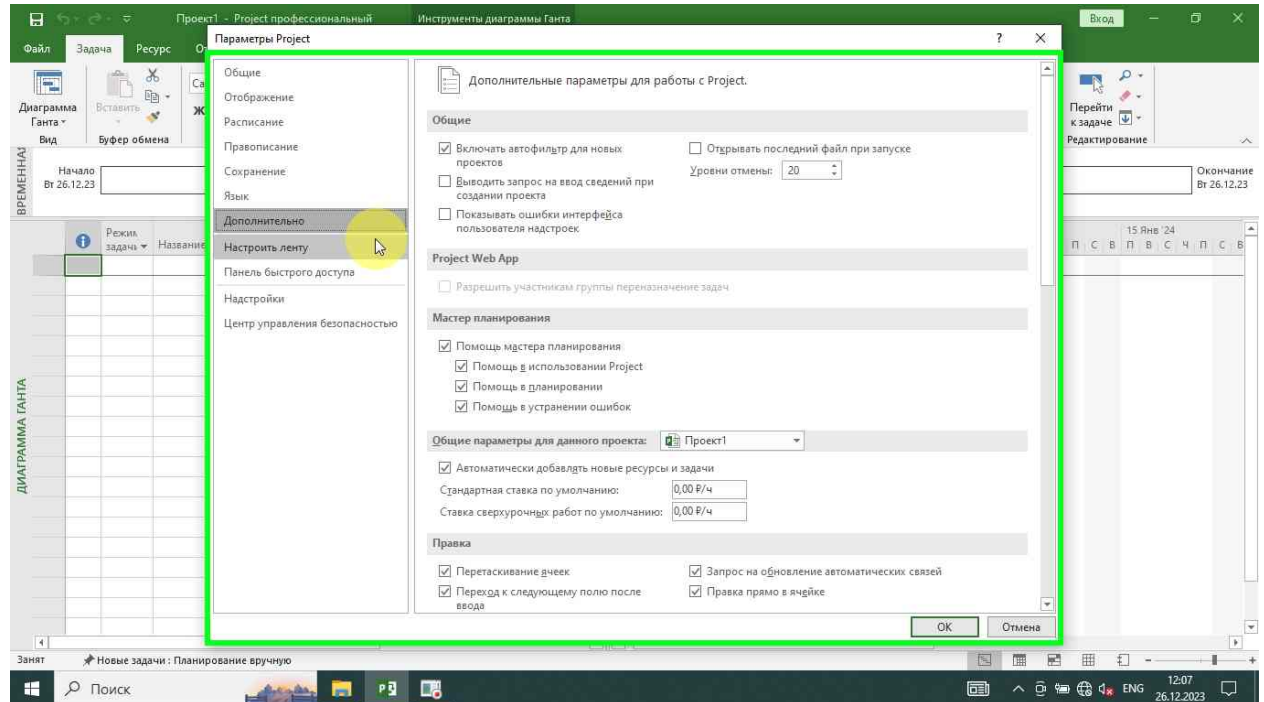 Проект1 - Project профессиональный
Инструменты диаграммы Ганта
Вход
Файл
Задача
Ресурс
Параметры Project
?
Диаграмма
Ганта
Вставить
Ж
Вид
Буфер обмена
Перейти
к задаче
Редактирование
Начало
Вт 26.12.23
Окончание
Вт 26.12.23
Режим
задачи
Название
15 Янв '24
П С В П В С Ч П С В
ДИАГРАММА ГАНТА
Общие
Отображение
Расписание
Правописание
Сохранение
Язык
Дополнительно
Настроить ленту
Панель быстрого доступа
Надстройки
Центр управления безопасностью
Дополнительные параметры для работы с Project.
Общие
Включать автофильтр для новых
проектов
Открывать последний файл при запуске
Уровни отмены: 20
Выводить запрос на ввод сведений при
создании проекта
Показывать ошибки интерфейса
пользователя надстроек
Project Web App
Разрешить участникам группы переназначение задач
Мастер планирования
Помощь мастера планирования
Помощь в использовании Project
Помощь в планировании
Помощь в устранении ошибок
Общие параметры для данного проекта: Проект1
Автоматически добавлять новые ресурсы и задачи
Стандартная ставка по умолчанию: 0,00 ₽/ч
Ставка сверхурочных работ по умолчанию: 0,00 ₽/ч
Правка
Перетаскивание ячеек
Запрос на обновление автоматических связей
Переход к следующему полю после
ввода
Правка прямо в ячейке
OK
Отмена
Занят
Новые задачи : Планирование вручную
Поиск
ENG
12:07
26.12.2023